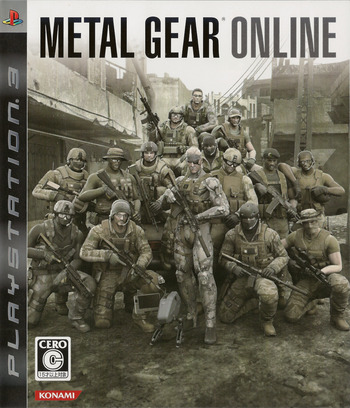 METAL GEAR ONLINE
PLAYSTATION 3
CERO
C
KONAMI